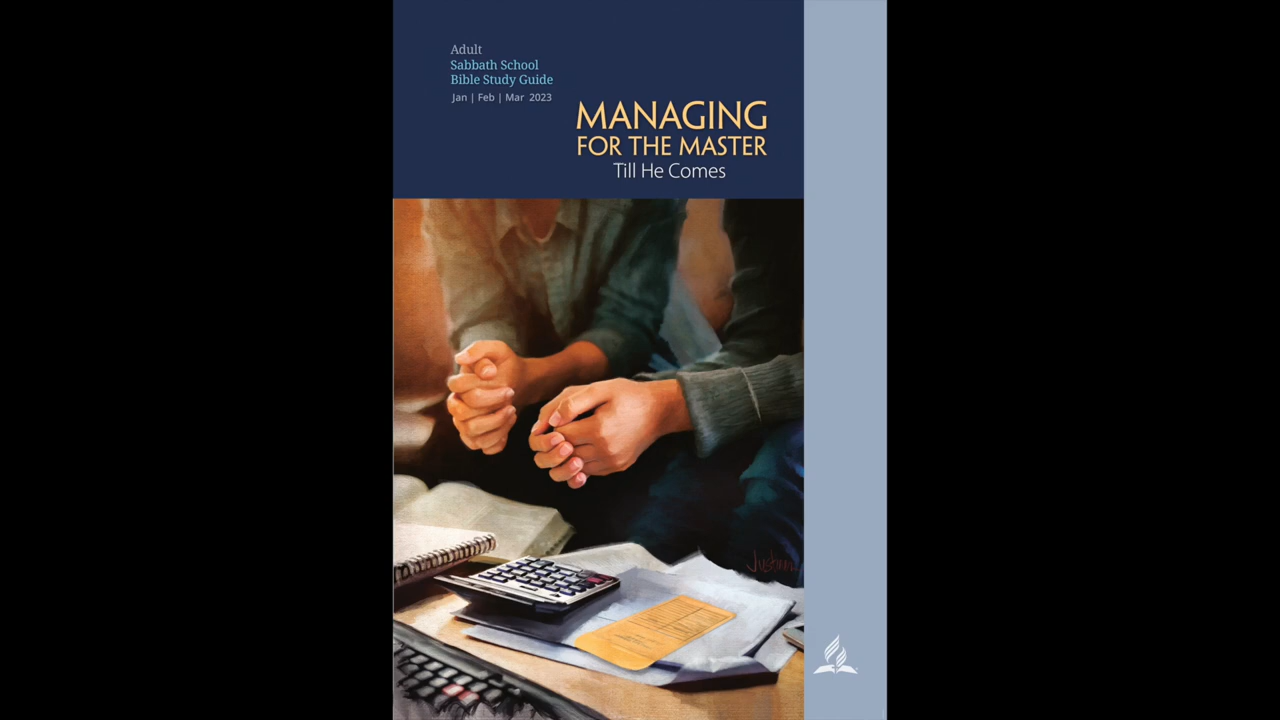 Adult
Sabbath School
Bible Study Guide
Jan | Feb | Mar 2023
MANAGING
FOR THE MASTER
Till He Comes